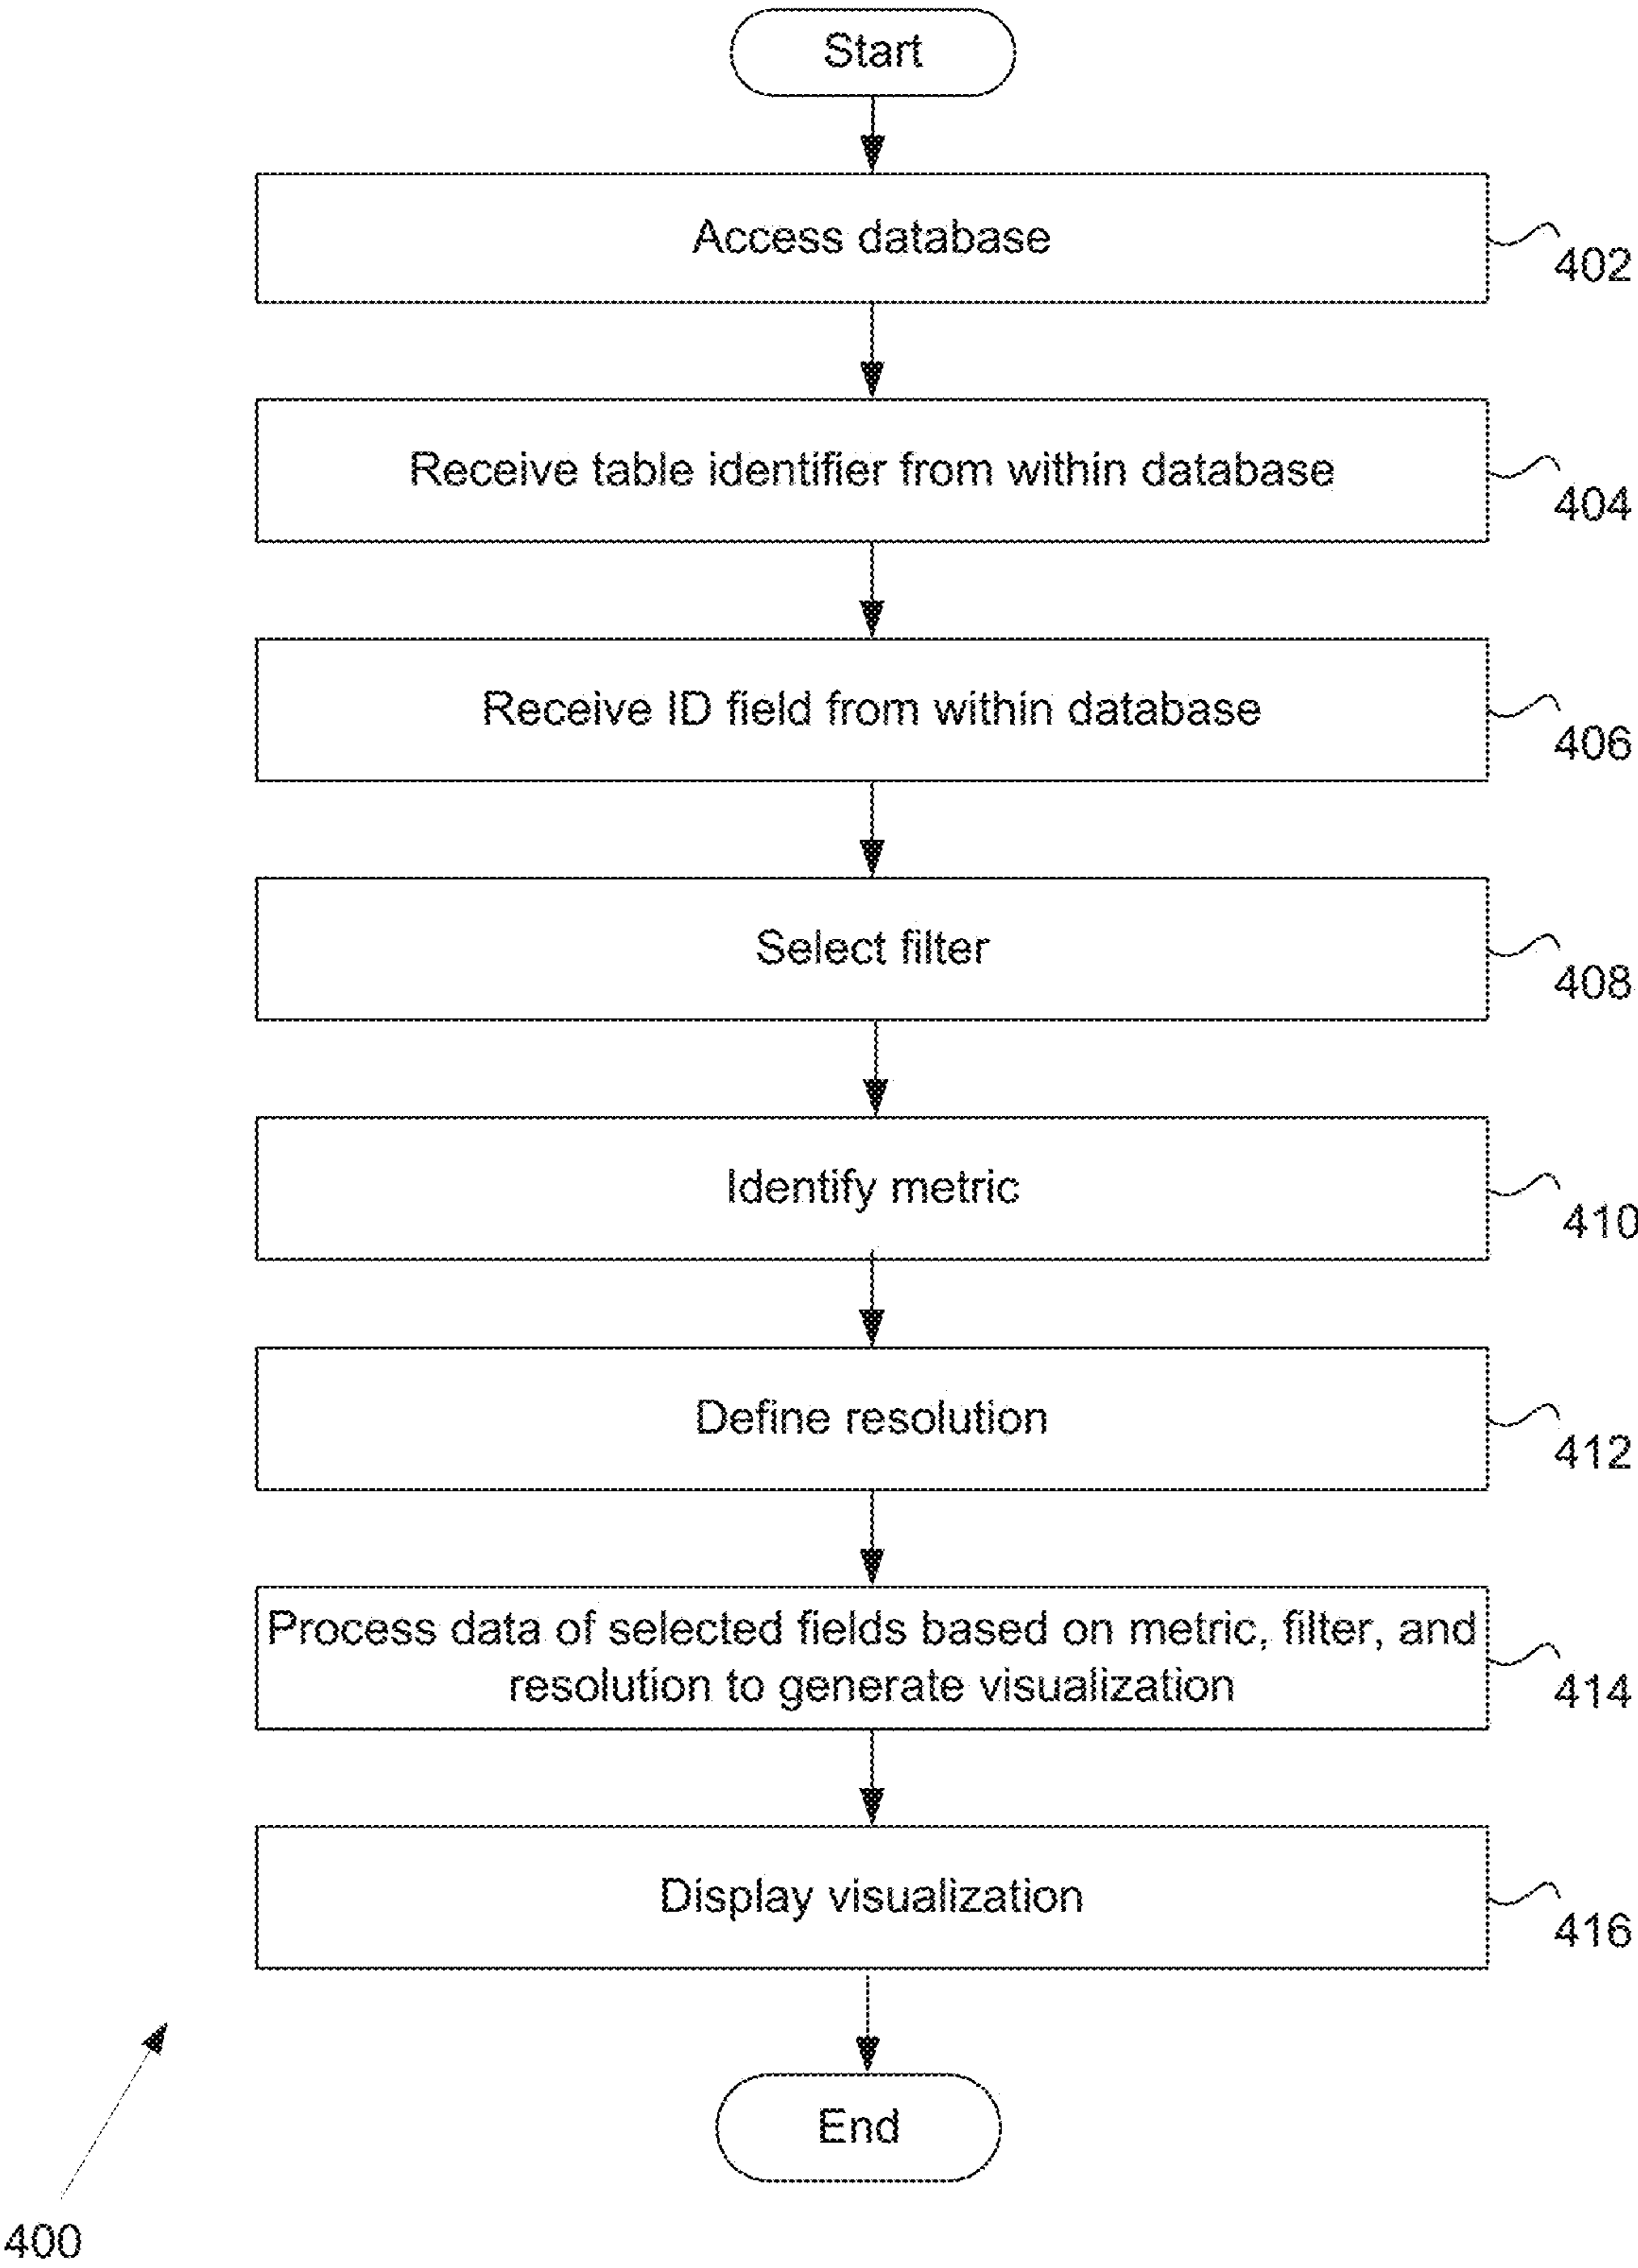 Start
Access database
402
Receive table identifier from within database
404
Receive ID field from within database
406
Select filter
408
Identify metric
410
Define resolution
412
Process data of selected fields based on metric, filter, and
resolution to generate visualization
414
Display visualization
416
End
400